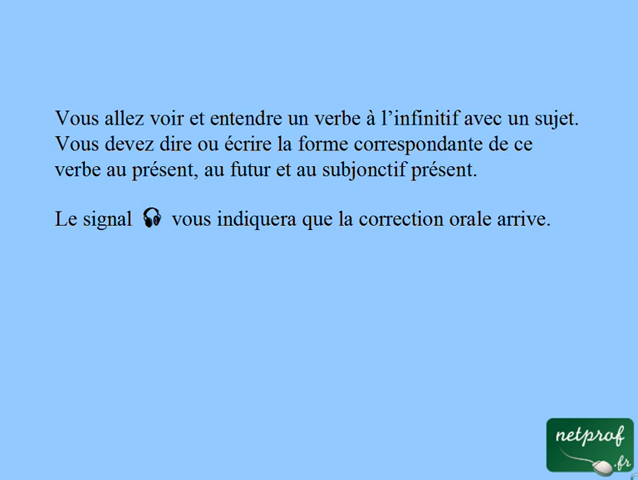 Vous allez voir et entendre un verbe à l’infinitif avec un sujet.
Vous devez dire ou écrire la forme correspondante de ce
verbe au présent, au futur et au subjonctif présent.
Le signal vous indiquera que la correction orale arrive.
netprof
.fr